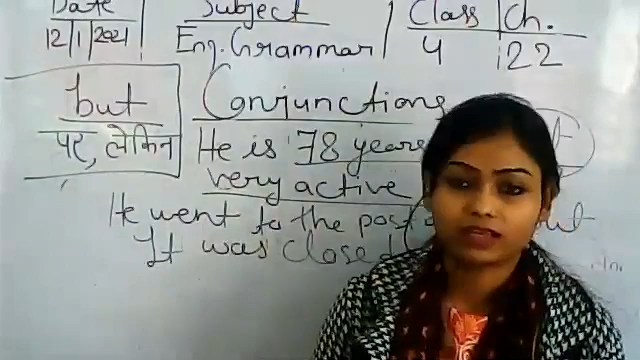 Date Subject Class Ch.
12/1/2021 Eng. Grammar 4 22
but Conjunctions
पर, लेकिन He is 78 years
very active
He went to the post
It was closed